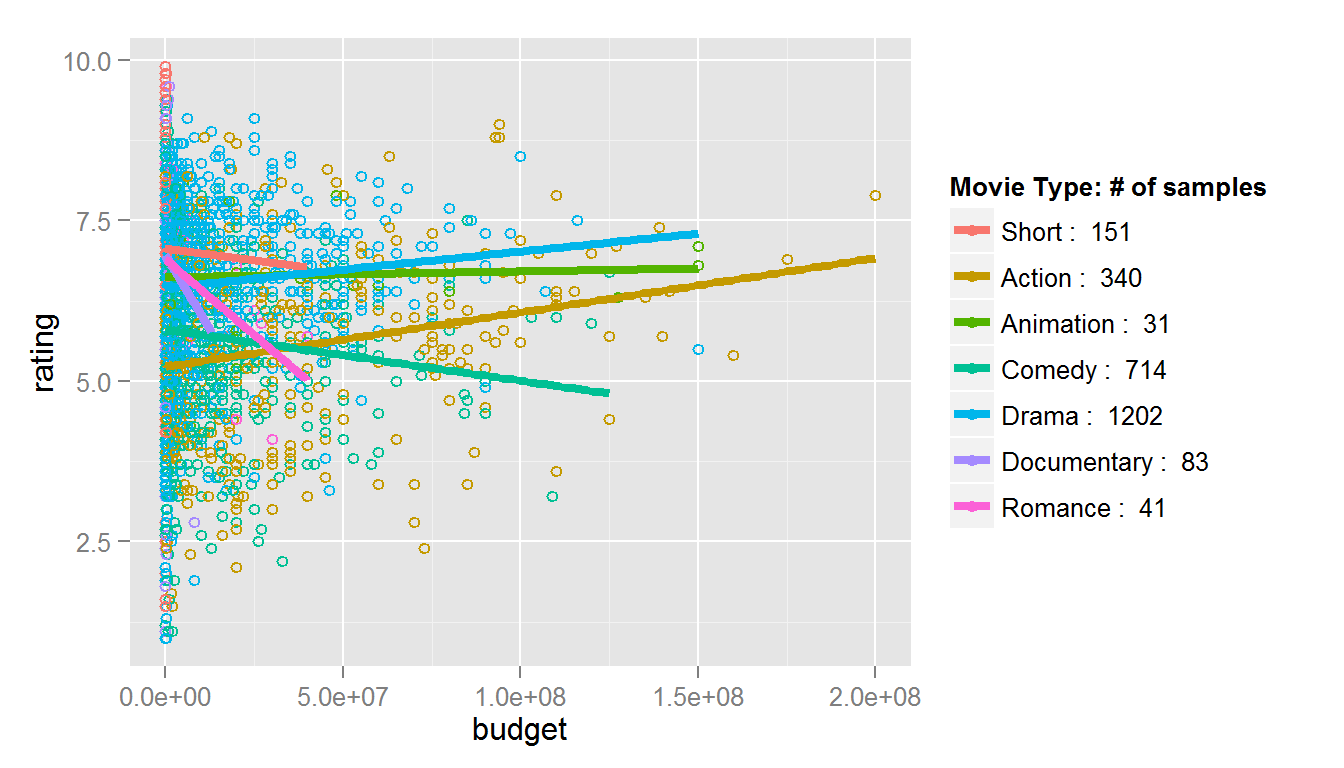 10.0
7.5
5.0
2.5
rating
0.0e+00 5.0e+07 1.0e+08 1.5e+08 2.0e+08
budget
Movie Type: # of samples
Short : 151
Action : 340
Animation : 31
Comedy : 714
Drama : 1202
Documentary : 83
Romance : 41